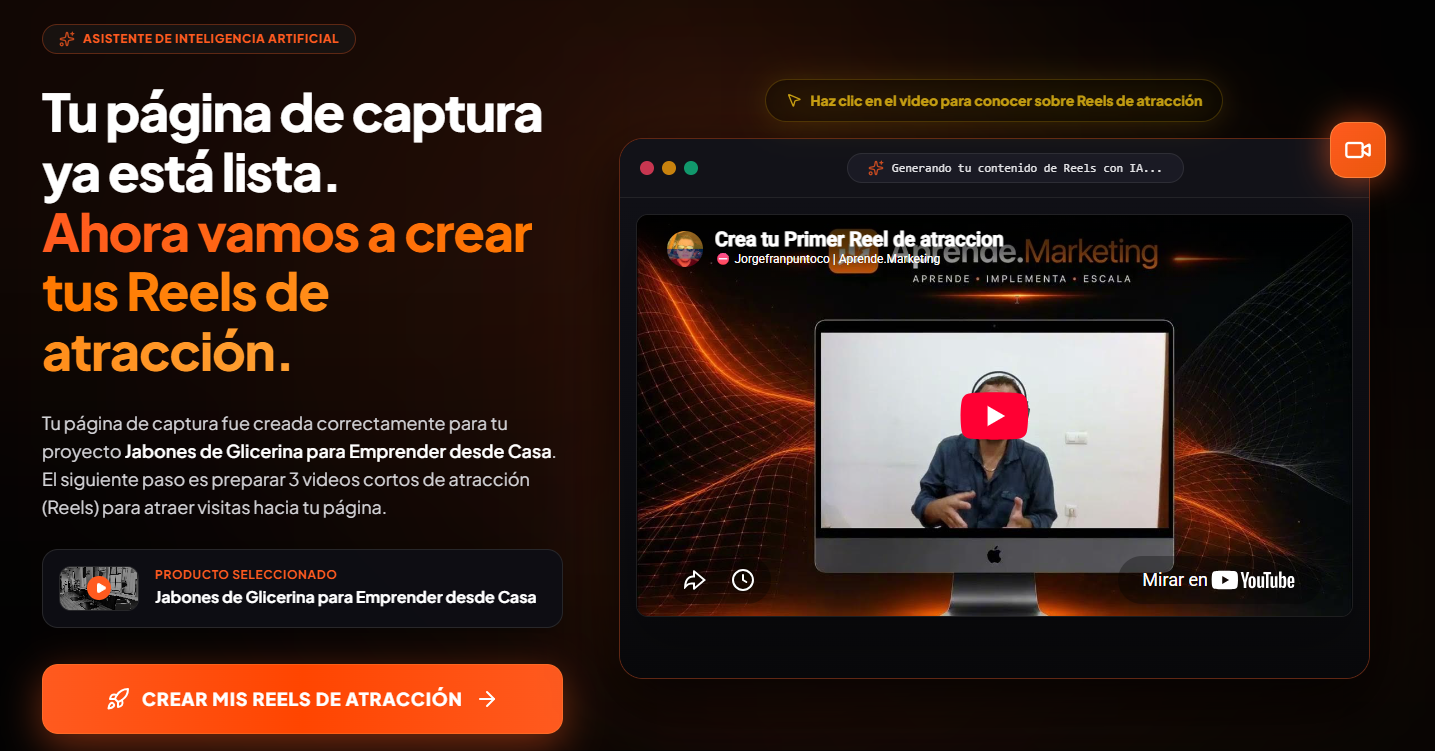 ASISTENTE DE INTELIGENCIA ARTIFICIAL
Tu página de captura
ya está lista.
Ahora vamos a crear
tus Reels de
atracción.
Tu página de captura fue creada correctamente para tu
proyecto Jabones de Glicerina para Emprender desde Casa.
El siguiente paso es preparar 3 videos cortos de atracción
(Reels) para atraer visitas hacia tu página.
PRODUCTO SELECCIONADO
Jabones de Glicerina para Emprender desde Casa
CREAR MIS REELS DE ATRACCIÓN
Haz clic en el video para conocer sobre Reels de atracción
Generando tu contenido de Reels con IA...
Crea tu Primer Reel de atraccion
Jorgefranpuntoco | Aprende.Marketing
Aprende.Marketing
APRENDE • IMPLEMENTA • ESCALA
Mirar en YouTube